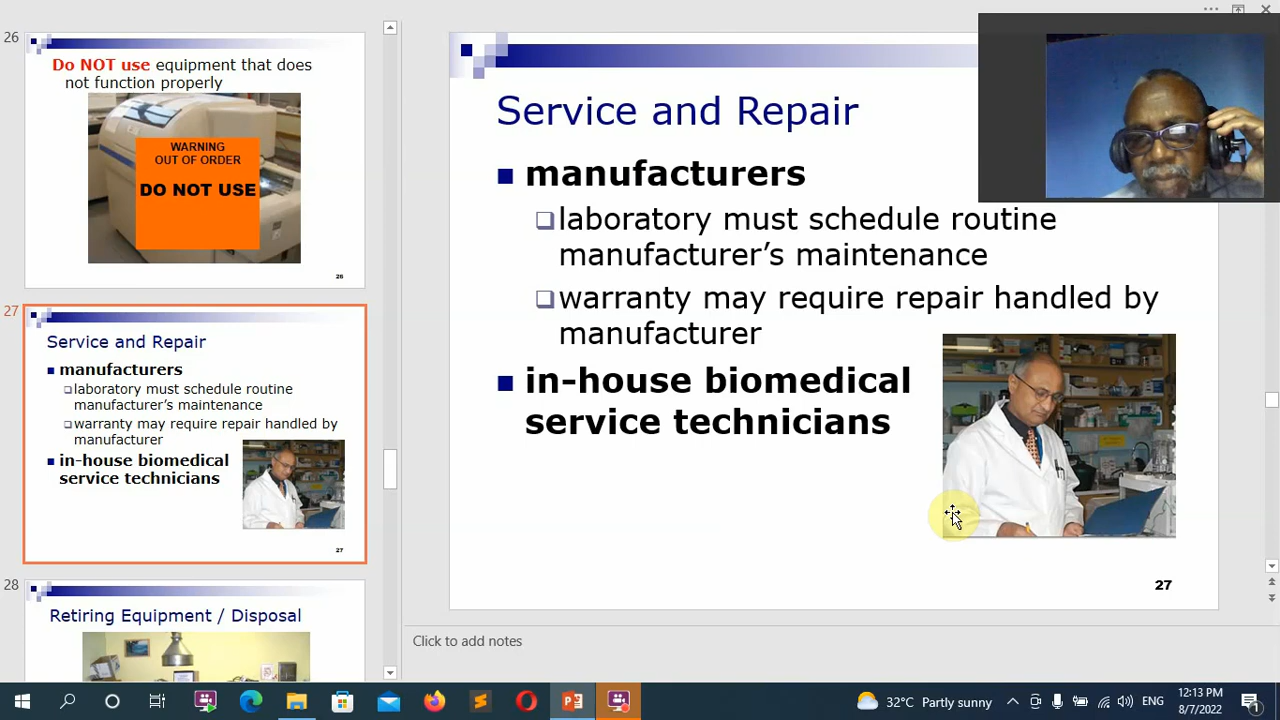 26
Do NOT use equipment that does
not function properly
WARNING
OUT OF ORDER
DO NOT USE
26
27
Service and Repair
manufacturers
laboratory must schedule routine
manufacturer's maintenance
warranty may require repair handled by
manufacturer
in-house biomedical
service technicians
27
28
Retiring Equipment / Disposal
Service and Repair
manufacturers
laboratory must schedule routine
manufacturer's maintenance
warranty may require repair handled by
manufacturer
in-house biomedical
service technicians
27
Click to add notes
32°C Partly sunny
ENG
12:13 PM
8/7/2022
1